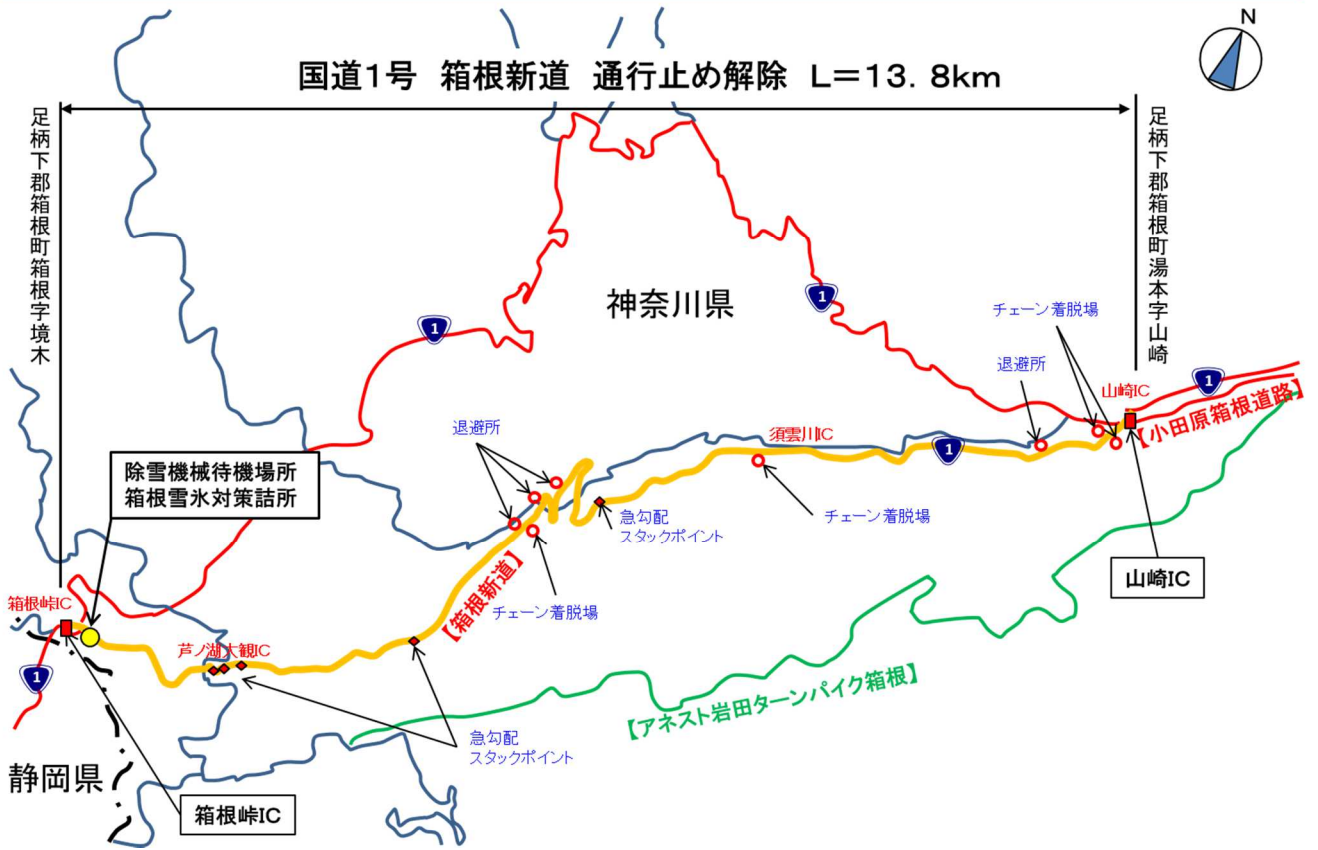 N
国道1号 箱根新道 通行止め解除 L=13.8km
足柄下郡箱根町箱根字境木
足柄下郡箱根町湯本字山崎
神奈川県
1
1
1
1
1
チェーン着脱場
退避所
山崎IC
【小田原箱根道路】
須雲川IC
退避所
除雪機械待機場所
箱根雪氷対策詰所
急勾配
スタックポイント
チェーン着脱場
山崎IC
箱根峠IC
チェーン着脱場
【箱根新道】
芦ノ湖大観IC
【アネスト岩田ターンパイク箱根】
急勾配
スタックポイント
静岡県
箱根峠IC